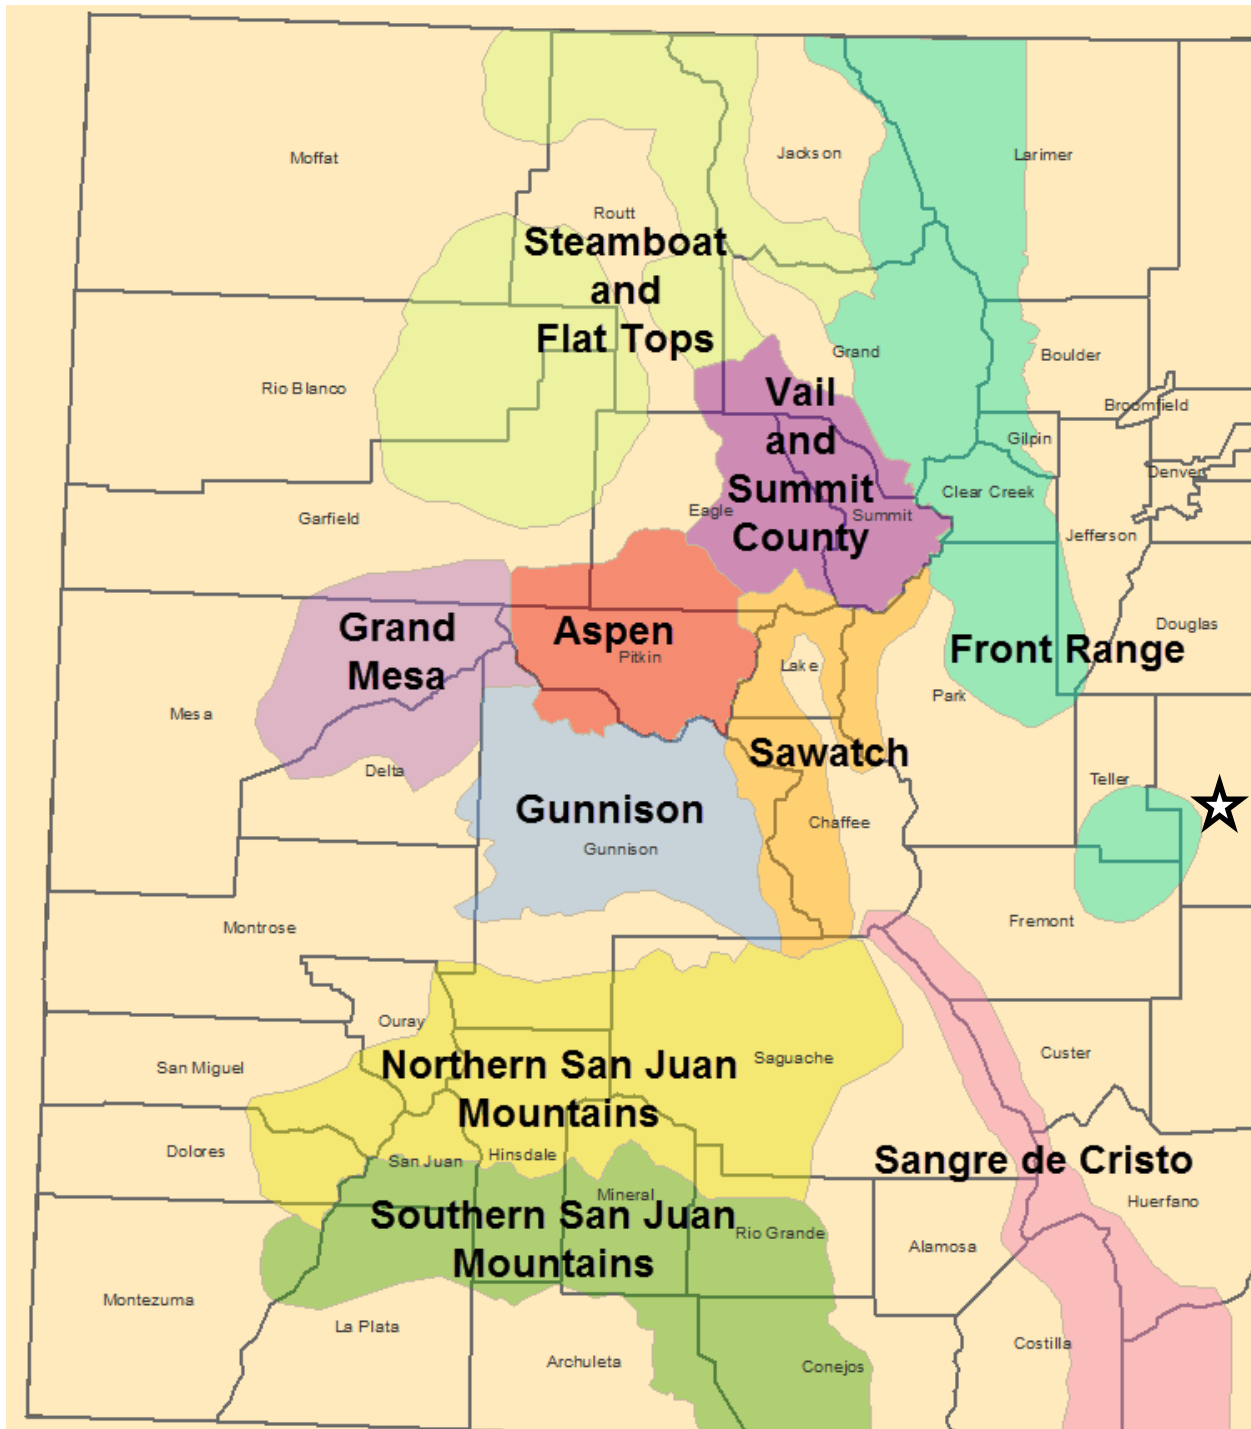 Moffat
Jackson
Larimer
Routt
Steamboat
and
Flat Tops
Rio Blanco
Grand
Boulder
Vail
and
Summit
County
Broomfield
Gilpin
Denver
Clear Creek
Garfield
Eagle
Summit
Jefferson
Grand
Mesa
Aspen
Pitkin
Lake
Front Range
Douglas
Mesa
Park
Delta
Sawatch
Teller
Gunnison
Gunnison
Chaffee
Montrose
Fremont
Ouray
San Miguel
Northern San Juan
Mountains
Saguache
Custer
Dolores
San Juan
Hinsdale
Sangre de Cristo
Mineral
Southern San Juan
Mountains
Rio Grande
Huerfano
Alamosa
Montezuma
La Plata
Archuleta
Conejos
Costilla